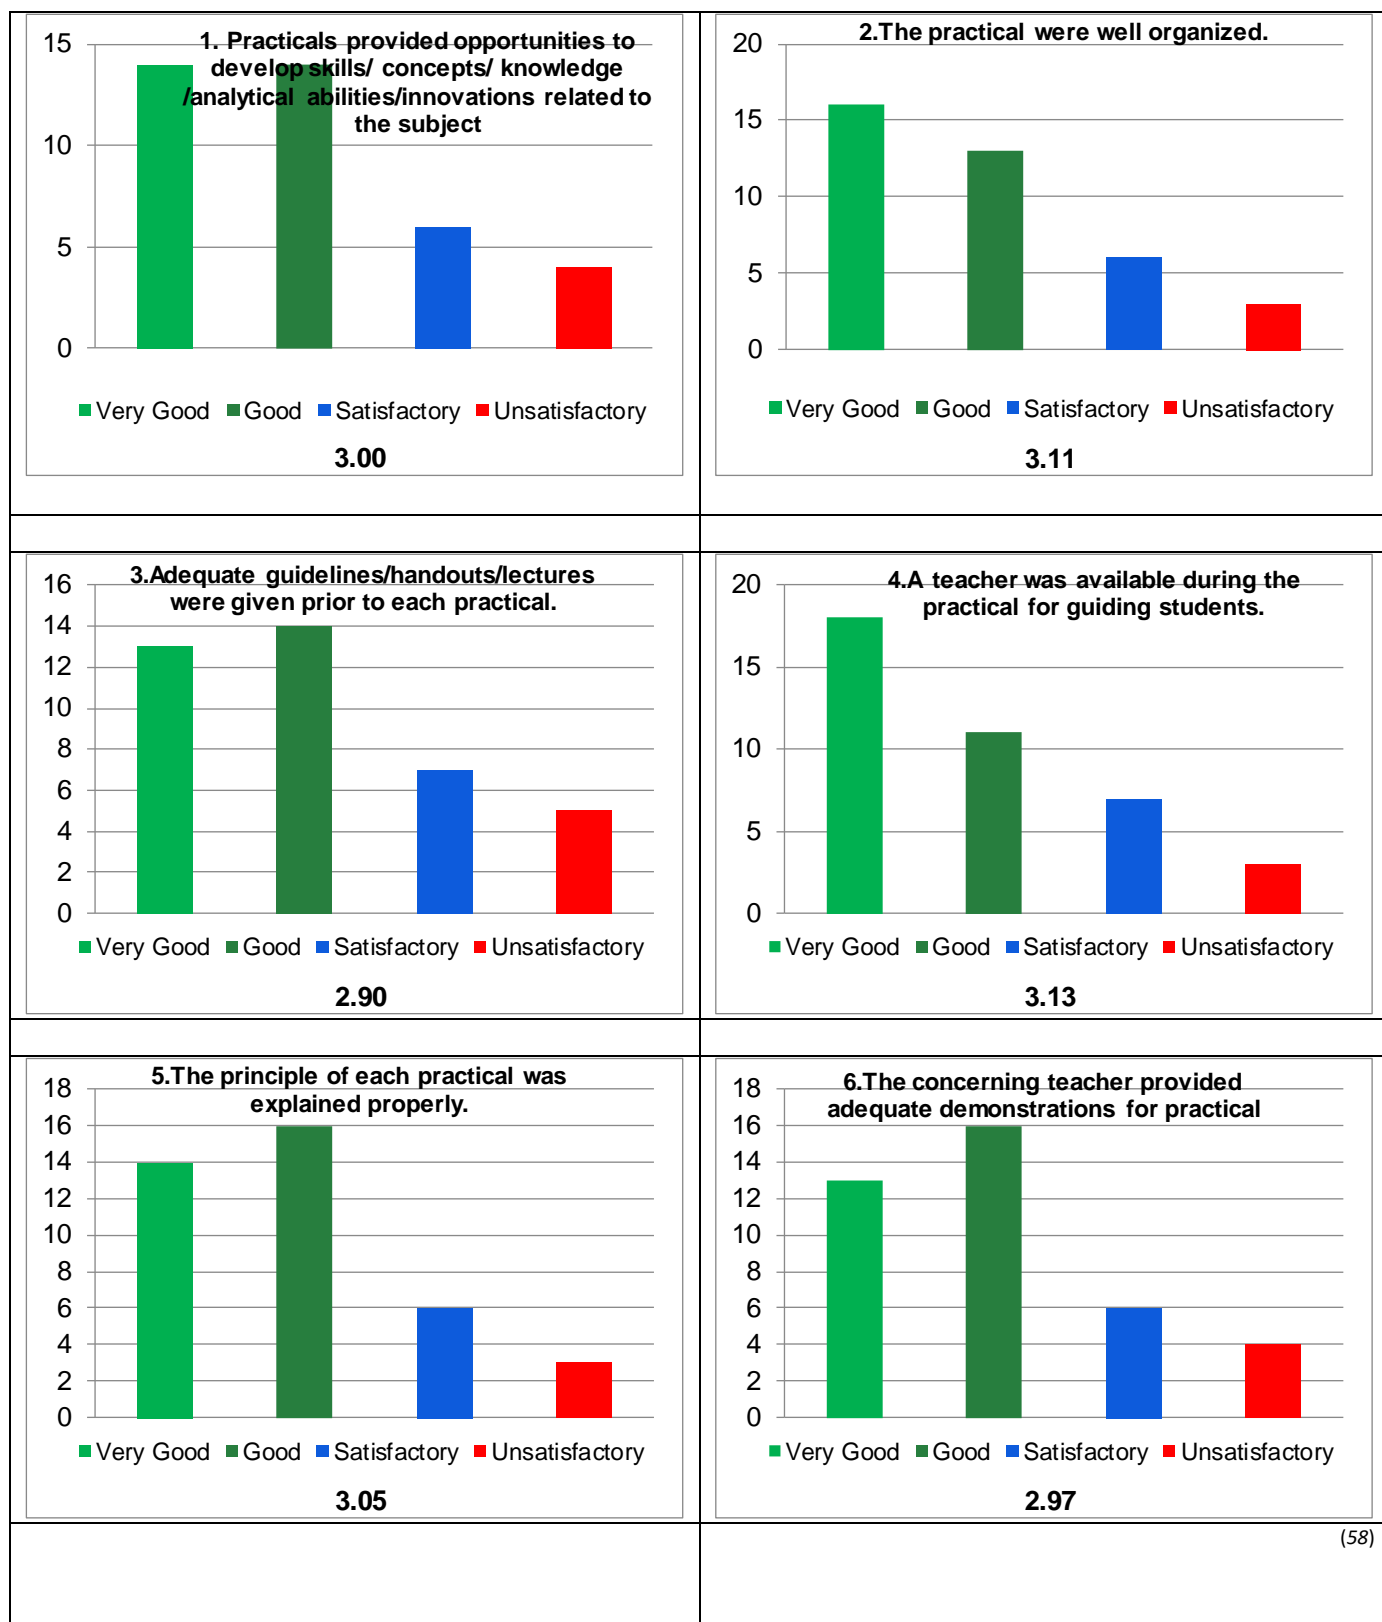 1. Practicals provided opportunities to
develop skills/ concepts/ knowledge
/analytical abilities/innovations related to
the subject
15
10
5
0
Very Good Good Satisfactory Unsatisfactory
3.00
2.The practical were well organized.
20
15
10
5
0
Very Good Good Satisfactory Unsatisfactory
3.11
3.Adequate guidelines/handouts/lectures
were given prior to each practical.
16
14
12
10
8
6
4
2
0
Very Good Good Satisfactory Unsatisfactory
2.90
4.A teacher was available during the
practical for guiding students.
20
15
10
5
0
Very Good Good Satisfactory Unsatisfactory
3.13
5.The principle of each practical was
explained properly.
18
16
14
12
10
8
6
4
2
0
Very Good Good Satisfactory Unsatisfactory
3.05
6.The concerning teacher provided
adequate demonstrations for practical
18
16
14
12
10
8
6
4
2
0
Very Good Good Satisfactory Unsatisfactory
2.97
(58)